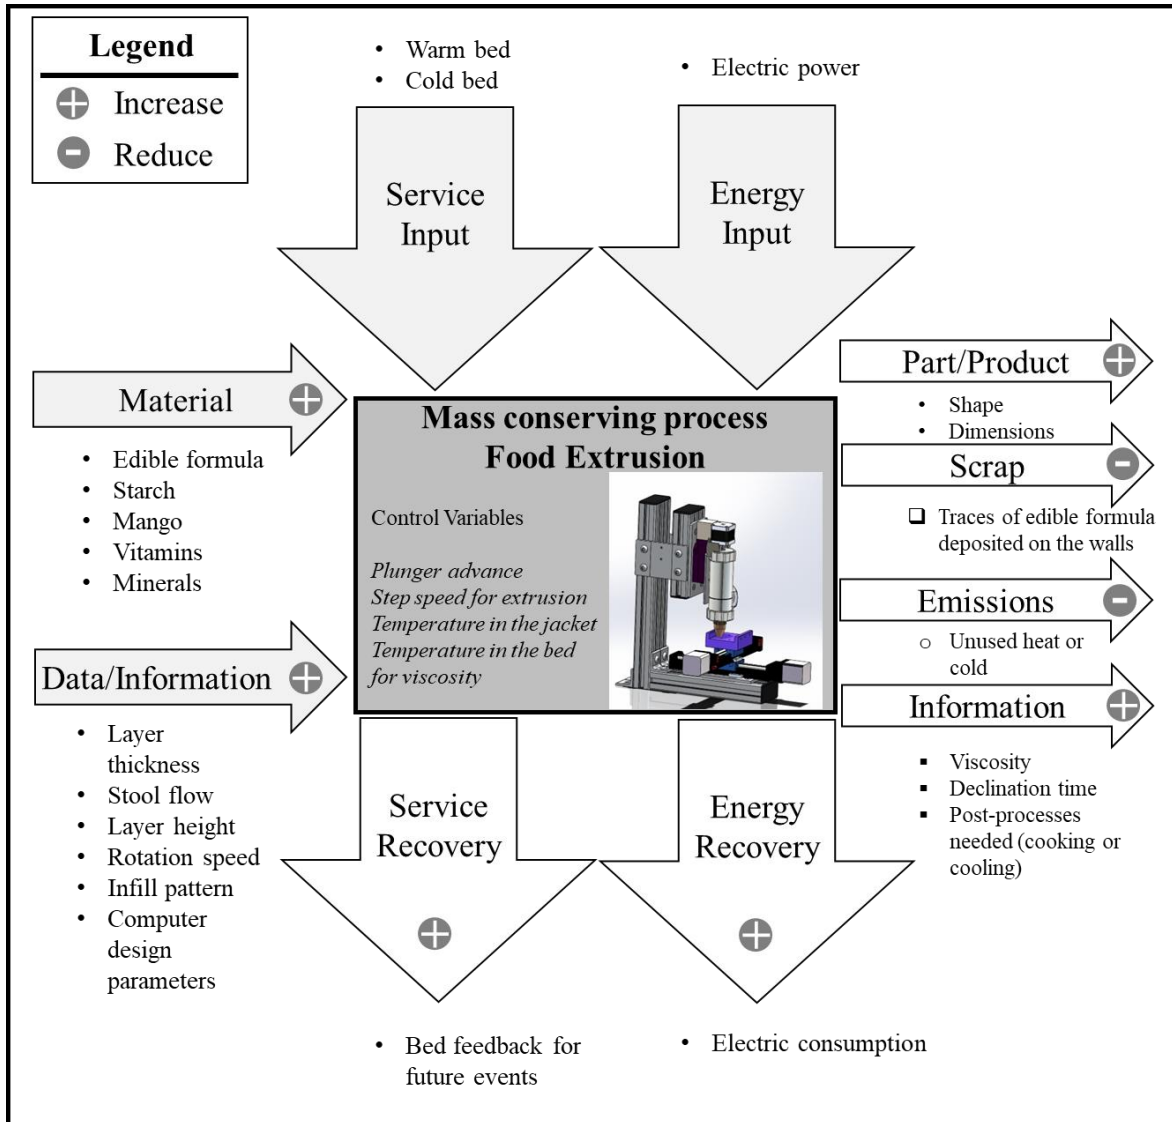 Legend
Increase
Reduce
• Warm bed
• Cold bed
• Electric power
Service
Input
Energy
Input
Material
• Edible formula
• Starch
• Mango
• Vitamins
• Minerals
Data/Information
• Layer
thickness
• Stool flow
• Layer height
• Rotation speed
• Infill pattern
• Computer
design
parameters
Mass conserving process
Food Extrusion
Control Variables
Plunger advance
Step speed for extrusion
Temperature in the jacket
Temperature in the bed
for viscosity
Part/Product
• Shape
• Dimensions
Scrap
❑ Traces of edible formula
deposited on the walls
Emissions
o Unused heat or
cold
Information
▪ Viscosity
▪ Declination time
▪ Post-processes
needed (cooking or
cooling)
Service
Recovery
Energy
Recovery
• Bed feedback for
future events
• Electric consumption